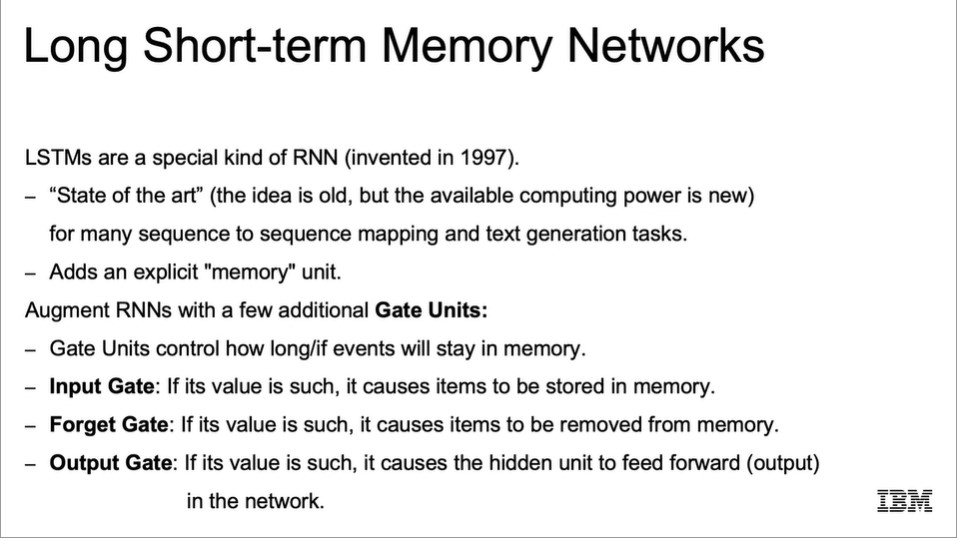 Long Short-term Memory Networks
LSTMs are a special kind of RNN (invented in 1997).
– “State of the art” (the idea is old, but the available computing power is new)
for many sequence to sequence mapping and text generation tasks.
– Adds an explicit "memory" unit.
Augment RNNs with a few additional Gate Units:
– Gate Units control how long/if events will stay in memory.
– Input Gate: If its value is such, it causes items to be stored in memory.
– Forget Gate: If its value is such, it causes items to be removed from memory.
– Output Gate: If its value is such, it causes the hidden unit to feed forward (output)
in the network.
IBM